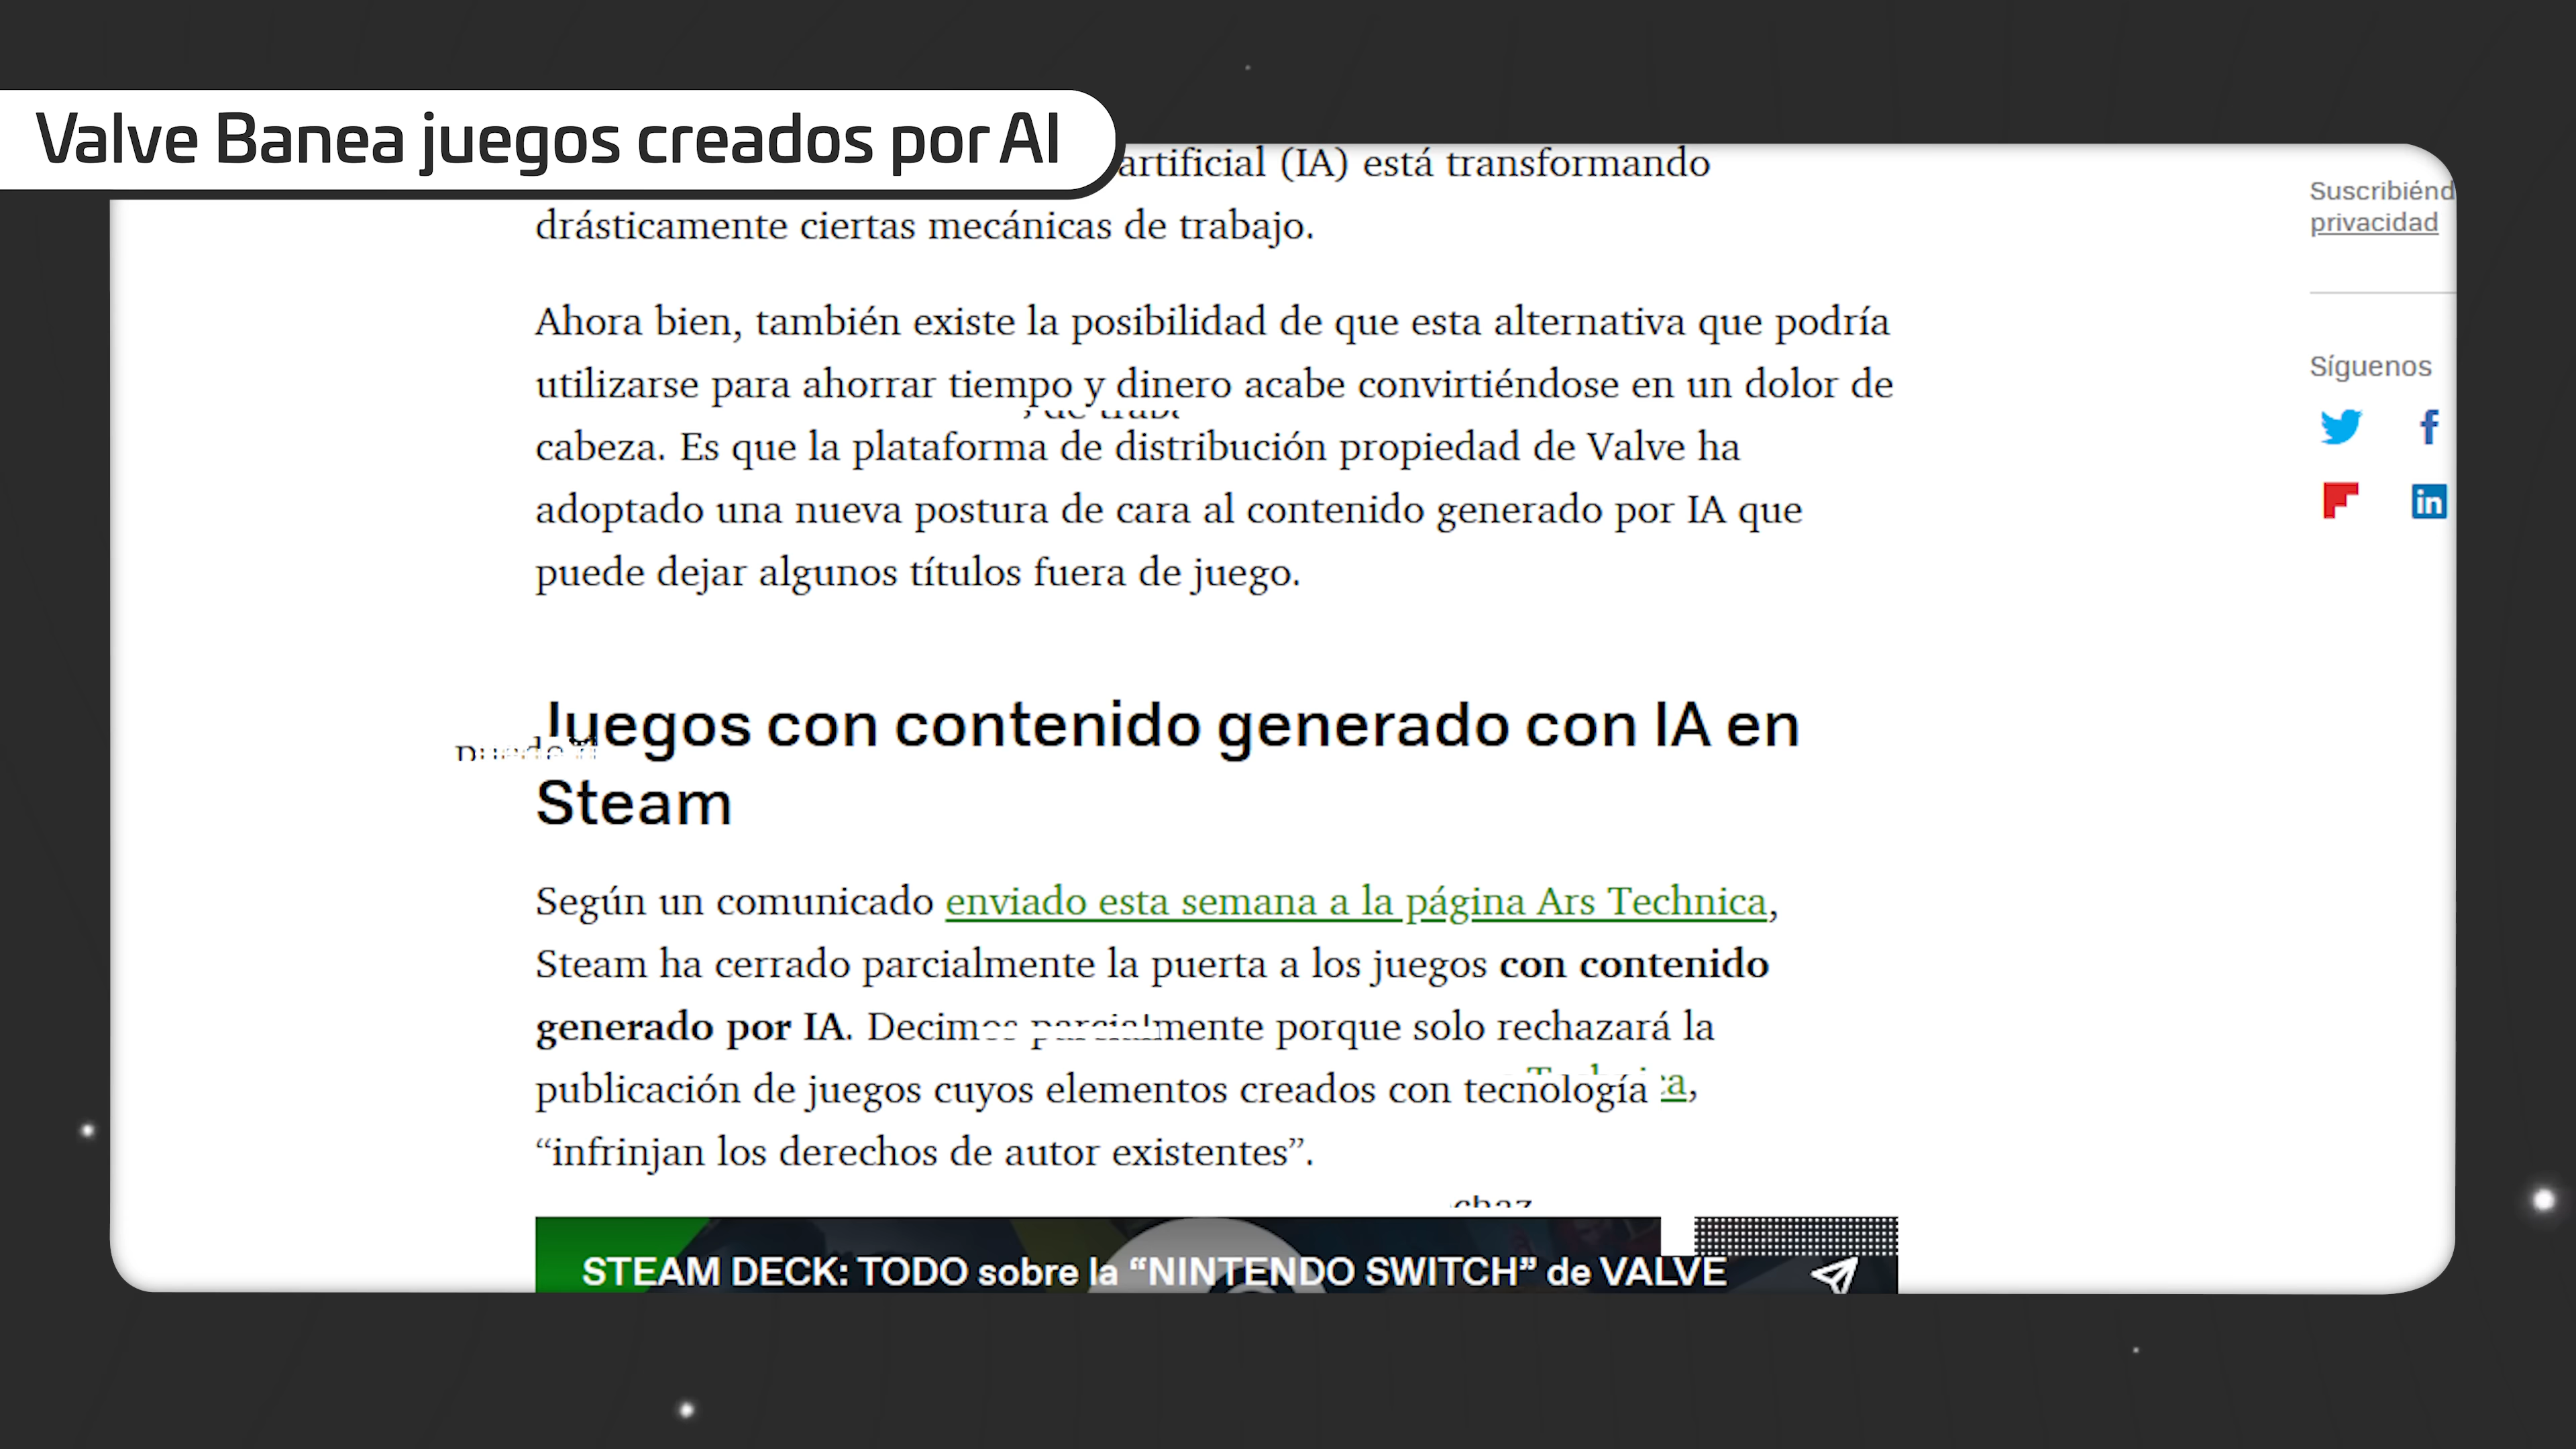 Valve Banea juegos creados por AI
artificial (IA) está transformando
drásticamente ciertas mecánicas de trabajo.
Ahora bien, también existe la posibilidad de que esta alternativa que podría
utilizarse para ahorrar tiempo y dinero acabe convirtiéndose en un dolor de
cabeza. Es que la plataforma de distribución propiedad de Valve ha
adoptado una nueva postura de cara al contenido generado por IA que
puede dejar algunos títulos fuera de juego.
Juegos con contenido generado con IA en
Steam
Según un comunicado enviado esta semana a la página Ars Technica,
Steam ha cerrado parcialmente la puerta a los juegos con contenido
generado por IA. Decimos parcialmente porque solo rechazará la
publicación de juegos cuyos elementos creados con tecnología
“infrinjan los derechos de autor existentes”.
STEAM DECK: TODO sobre la “NINTENDO SWITCH” de VALVE
Suscribiénd
privacidad
Síguenos